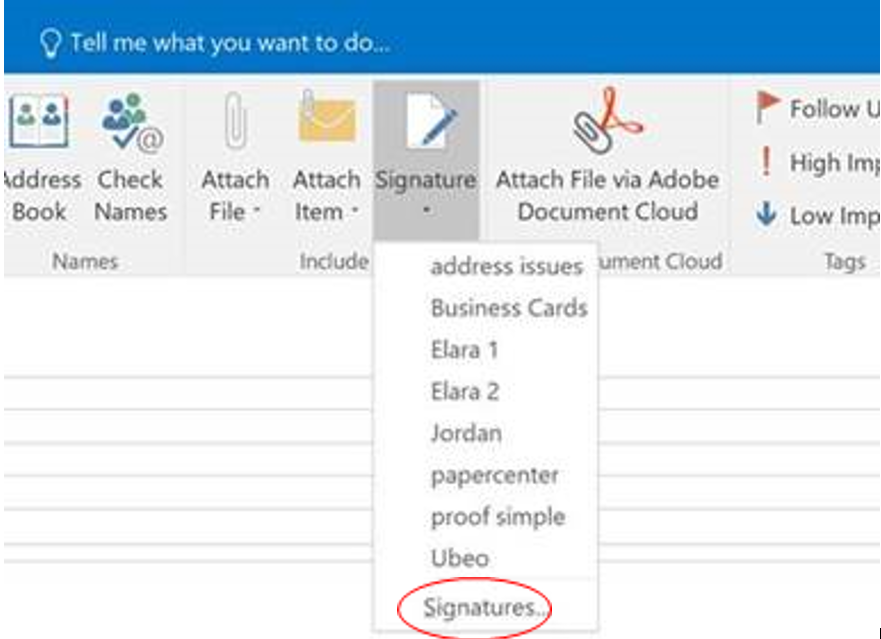 Tell me what you want to do...
Address Book
Check Names
Attach File
Attach Item
Signature
Attach File via Adobe Document Cloud
Follow U
High Imp
Low Imp
Names
Include
ument Cloud
Tags
address issues
Business Cards
Elara 1
Elara 2
Jordan
papercenter
proof simple
Ubeo
Signatures...